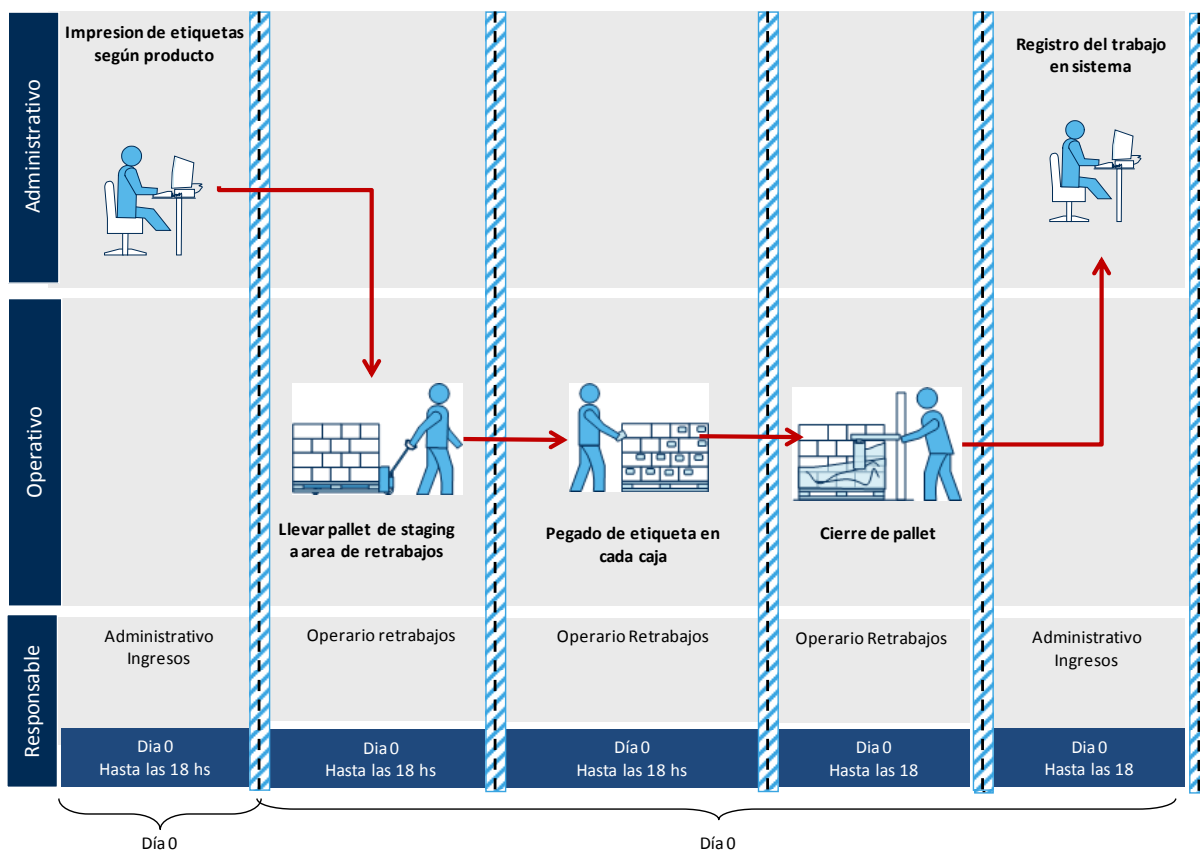 Administrativo
Impresion de etiquetas
según producto
Registro del trabajo
en sistema
Operativo
Llevar pallet de staging
a area de retrabajos
Pegado de etiqueta en
cada caja
Cierre de pallet
Responsable
Administrativo
Ingresos
Operario retrabajos
Operario Retrabajos
Operario Retrabajos
Administrativo
Ingresos
Dia 0
Hasta las 18 hs
Dia 0
Hasta las 18 hs
Día 0
Hasta las 18 hs
Dia 0
Hasta las 18
Dia 0
Hasta las 18
Día 0
Día 0